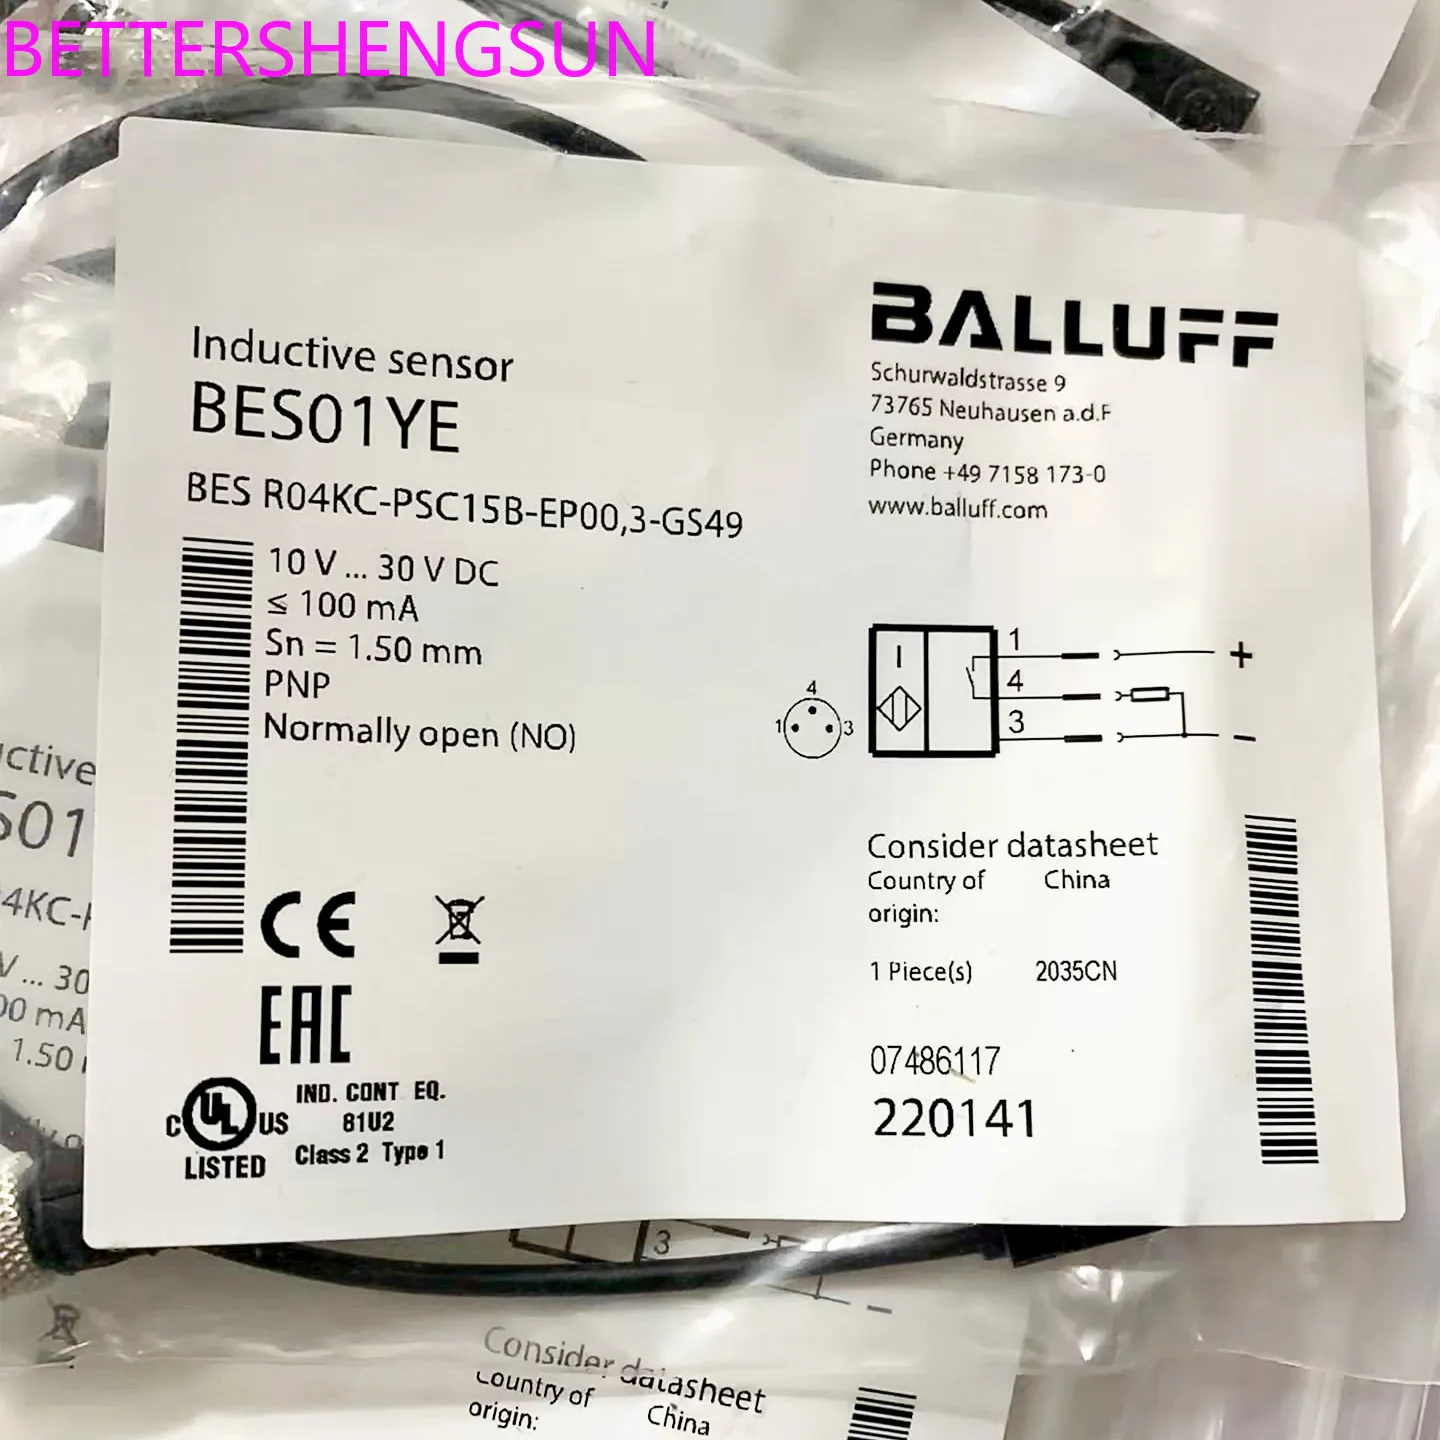 BETTERSHENGSUN
Inductive sensor
BES01YE
BES R04KC-PSC15B-EP00,3-GS49
10 V ... 30 V DC
≤ 100 mA
Sn = 1.50 mm
PNP
Normally open (NO)
CE
EAC
C UL US
LISTED
IND. CONT EQ.
81U2
Class 2 Type 1
BALLUFF
Schurwaldstrasse 9
73765 Neuhausen a.d.F
Germany
Phone +49 7158 173-0
www.balluff.com
4
1 3
1 +
4
3 −
Consider datasheet
Country of China
origin:
1 Piece(s) 2035CN
07486117
220141
4KC-
V ... 30
00 mA
1.50
3
−
Consider datasheet
Country of China
origin: